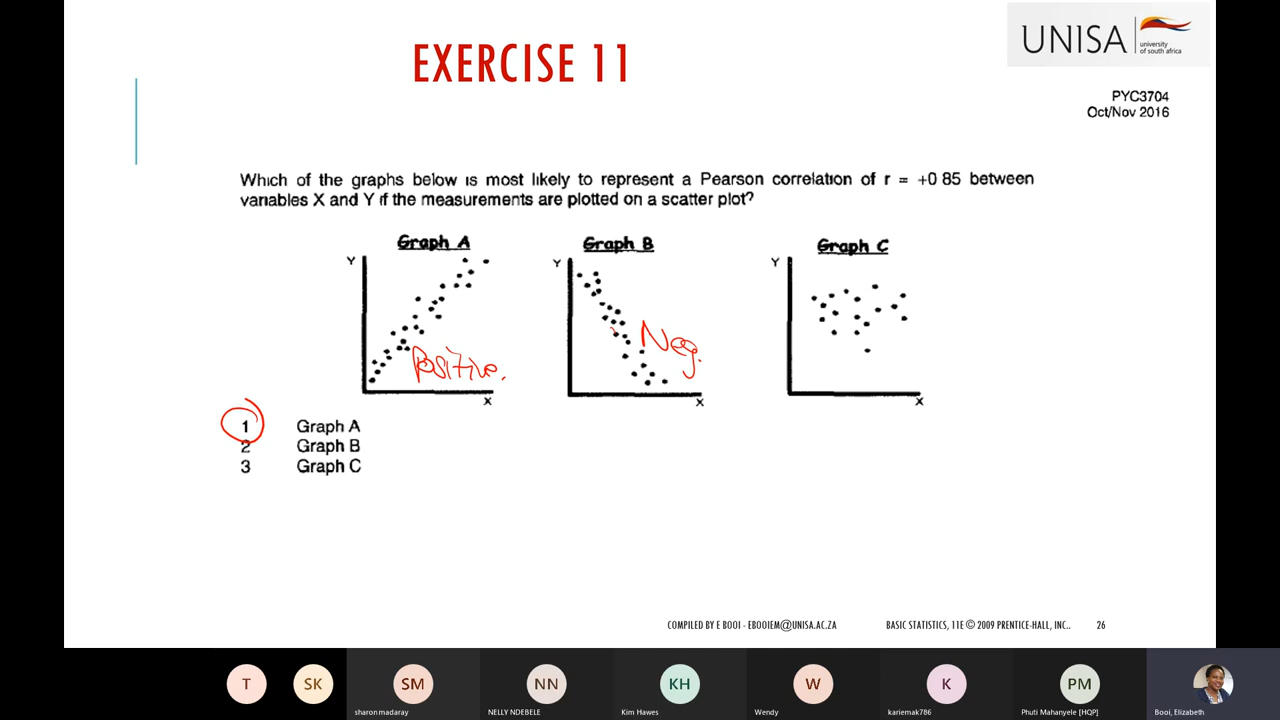 EXERCISE 11
UNISA
university
of south africa
PYC3704
Oct/Nov 2016
Which of the graphs below is most likely to represent a Pearson correlation of r = +0 85 between
variables X and Y if the measurements are plotted on a scatter plot?
Graph A
Graph B
Graph C
Y
Y
Y
Positive.
Neg.
X
X
X
1 Graph A
2 Graph B
3 Graph C
COMPILED BY E BOOI - EBOOIEM@UNISA.AC.ZA
BASIC STATISTICS, 11E © 2009 PRENTICE-HALL, INC..
26
T
SK
SM
NN
KH
W
K
PM
sharon madaray
NELLY NDEBELE
Kim Hawes
Wendy
kariemak786
Phuti Mahanyele [HQP]
Booi, Elizabeth